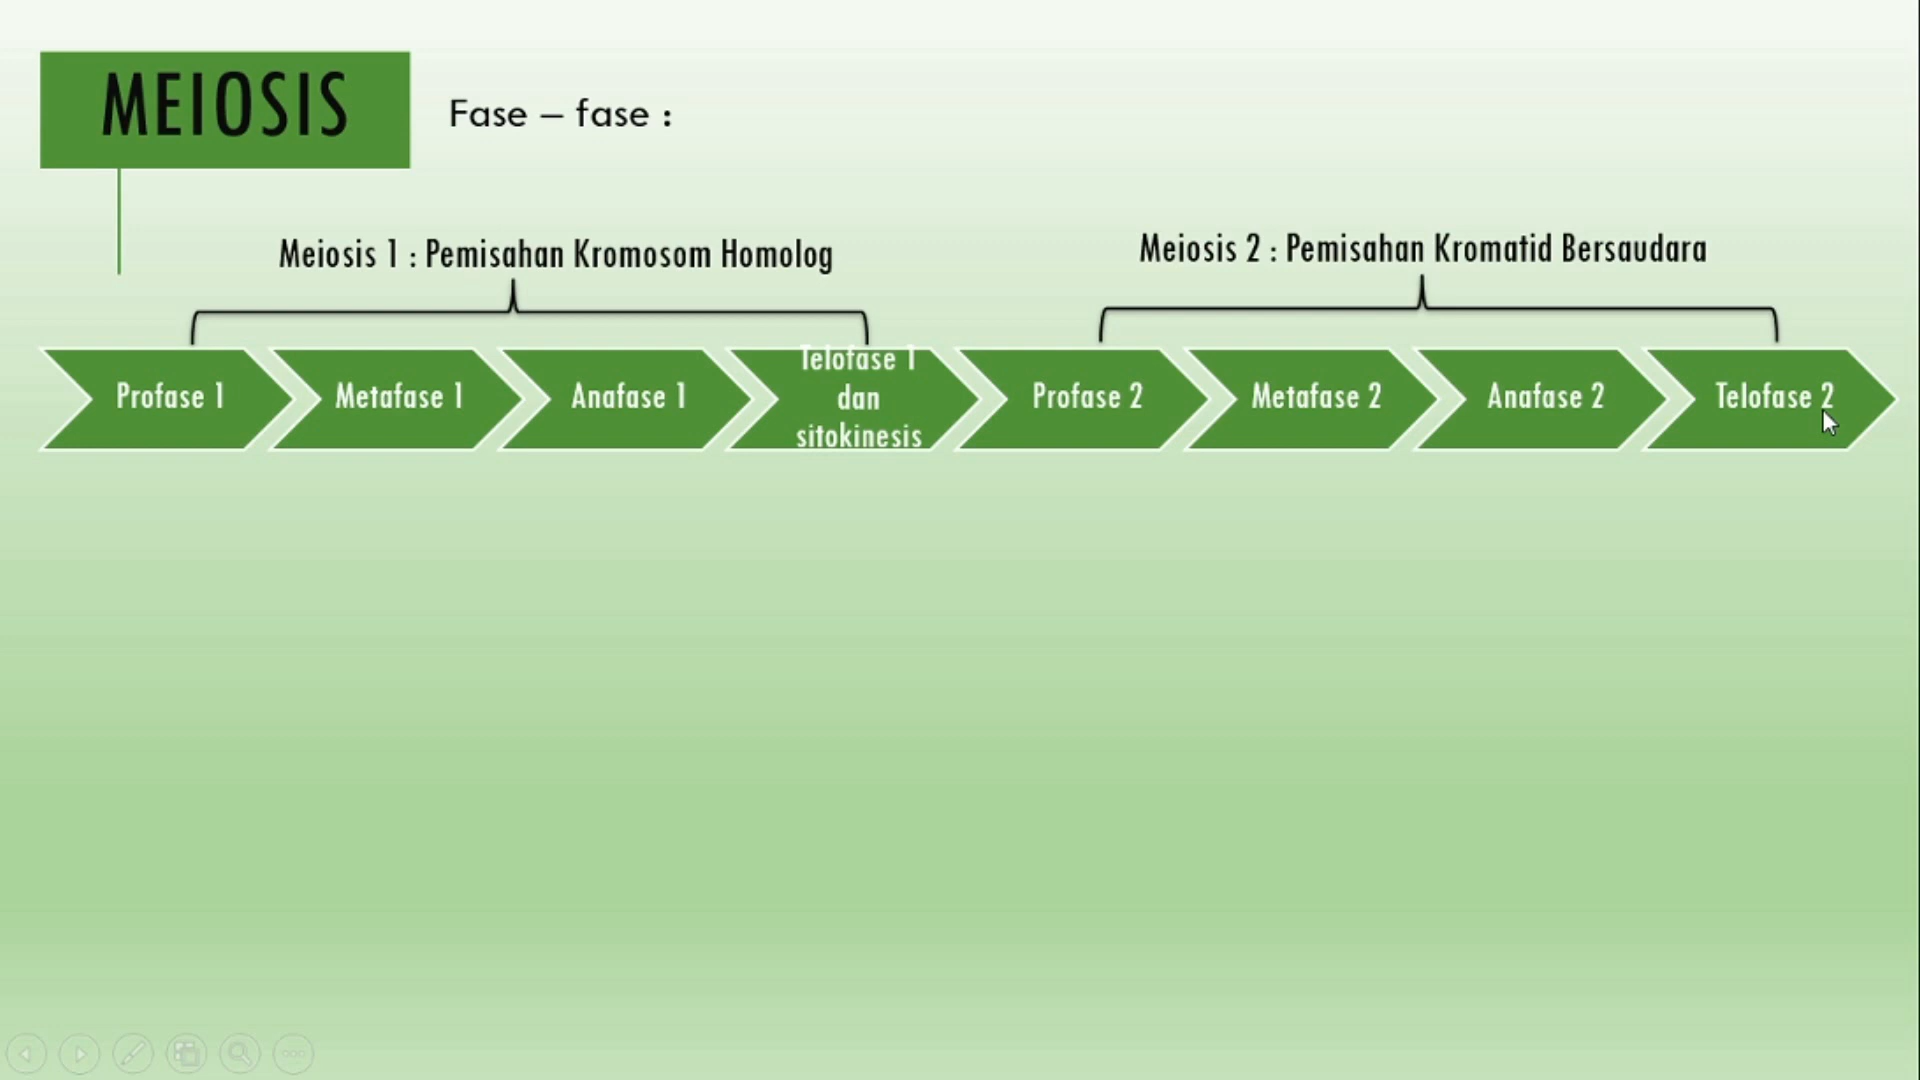 MEIOSIS
Fase – fase :
Meiosis 1 : Pemisahan Kromosom Homolog
Meiosis 2 : Pemisahan Kromatid Bersaudara
Profase 1
Metafase 1
Anafase 1
Telofase 1
dan
sitokinesis
Profase 2
Metafase 2
Anafase 2
Telofase 2